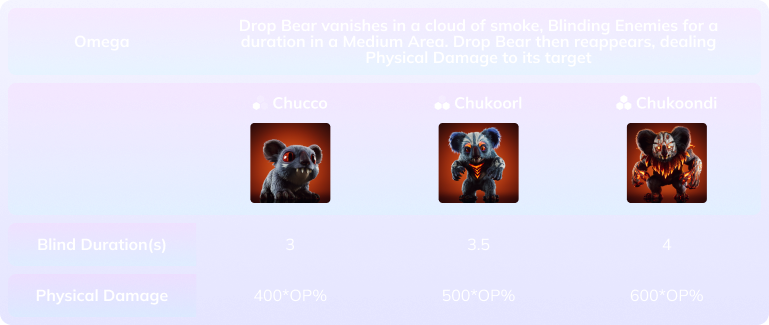 Omega
Drop Bear vanishes in a cloud of smoke, Blinding Enemies for a
duration in a Medium Area. Drop Bear then reappears, dealing
Physical Damage to its target
Chucco Chukoorl Chukoondi
Blind Duration(s) 3 3.5 4
Physical Damage 400*OP% 500*OP% 600*OP%